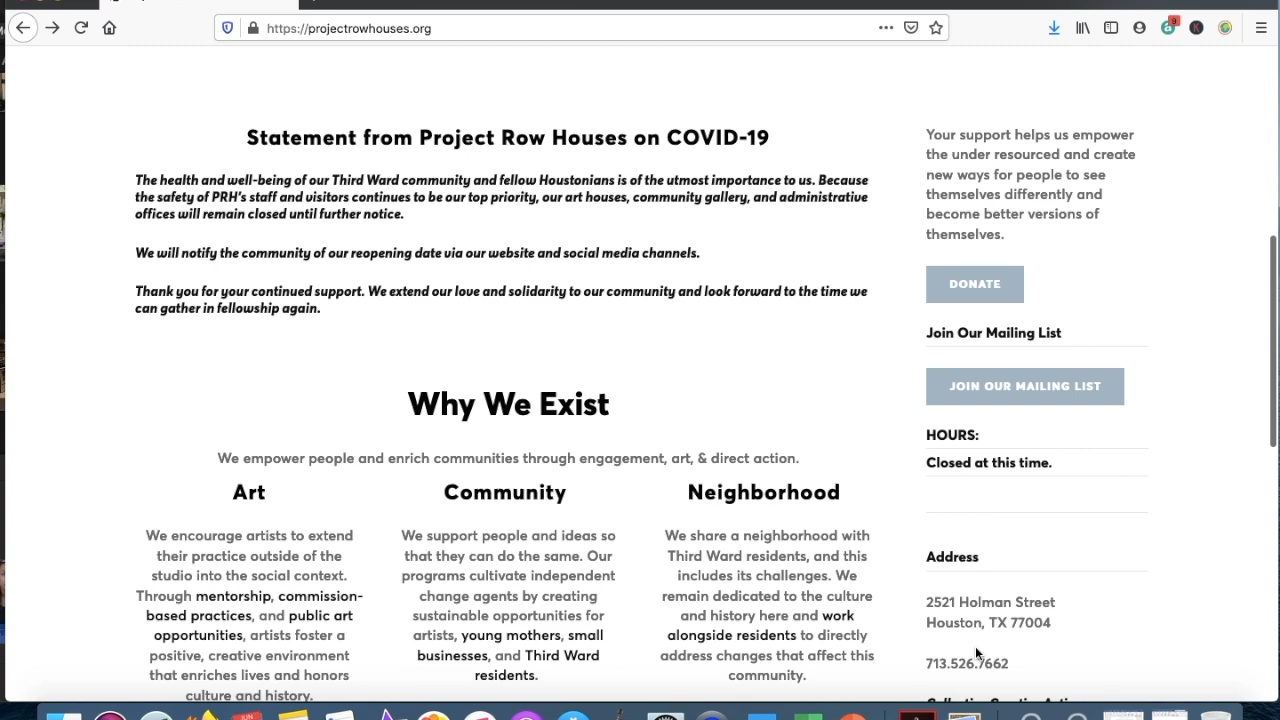 https://projectrowhouses.org
9
Statement from Project Row Houses on COVID-19
The health and well-being of our Third Ward community and fellow Houstonians is of the utmost importance to us. Because
the safety of PRH's staff and visitors continues to be our top priority, our art houses, community gallery, and administrative
offices will remain closed until further notice.
We will notify the community of our reopening date via our website and social media channels.
Thank you for your continued support. We extend our love and solidarity to our community and look forward to the time we
can gather in fellowship again.
Why We Exist
We empower people and enrich communities through engagement, art, & direct action.
Art
We encourage artists to extend
their practice outside of the
studio into the social context.
Through mentorship, commission-
based practices, and public art
opportunities, artists foster a
positive, creative environment
that enriches lives and honors
culture and history.
Community
We support people and ideas so
that they can do the same. Our
programs cultivate independent
change agents by creating
sustainable opportunities for
artists, young mothers, small
businesses, and Third Ward
residents.
Neighborhood
We share a neighborhood with
Third Ward residents, and this
includes its challenges. We
remain dedicated to the culture
and history here and work
alongside residents to directly
address changes that affect this
community.
Your support helps us empower
the under resourced and create
new ways for people to see
themselves differently and
become better versions of
themselves.
DONATE
Join Our Mailing List
JOIN OUR MAILING LIST
HOURS:
Closed at this time.
Address
2521 Holman Street
Houston, TX 77004
713.526.7662
JUN